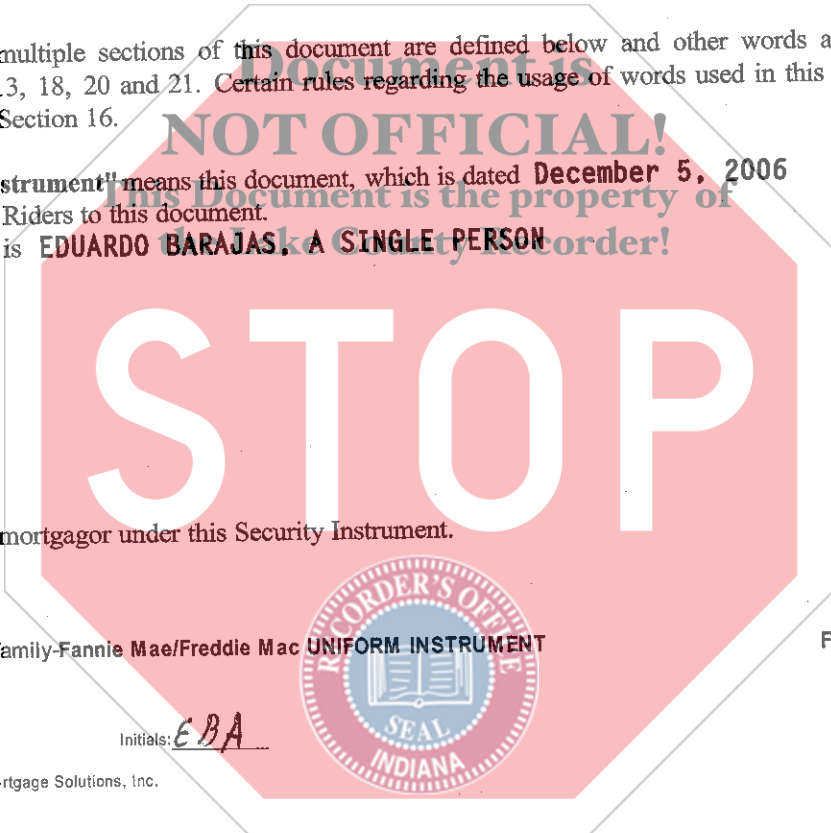 multiple sections of this document are defined below and other words a
.3, 18, 20 and 21. Certain rules regarding the usage of words used in this
Section 16.
Document is
NOT OFFICIAL!
This Document is the property of
the Lake County Recorder!
strument" means this document, which is dated December 5, 2006
Riders to this document.
is EDUARDO BARAJAS, A SINGLE PERSON
STOP
mortgagor under this Security Instrument.
RECORDER'S OFFICE
SEAL
INDIANA
amily-Fannie Mae/Freddie Mac UNIFORM INSTRUMENT F
Initials: EBA
rtgage Solutions, Inc.